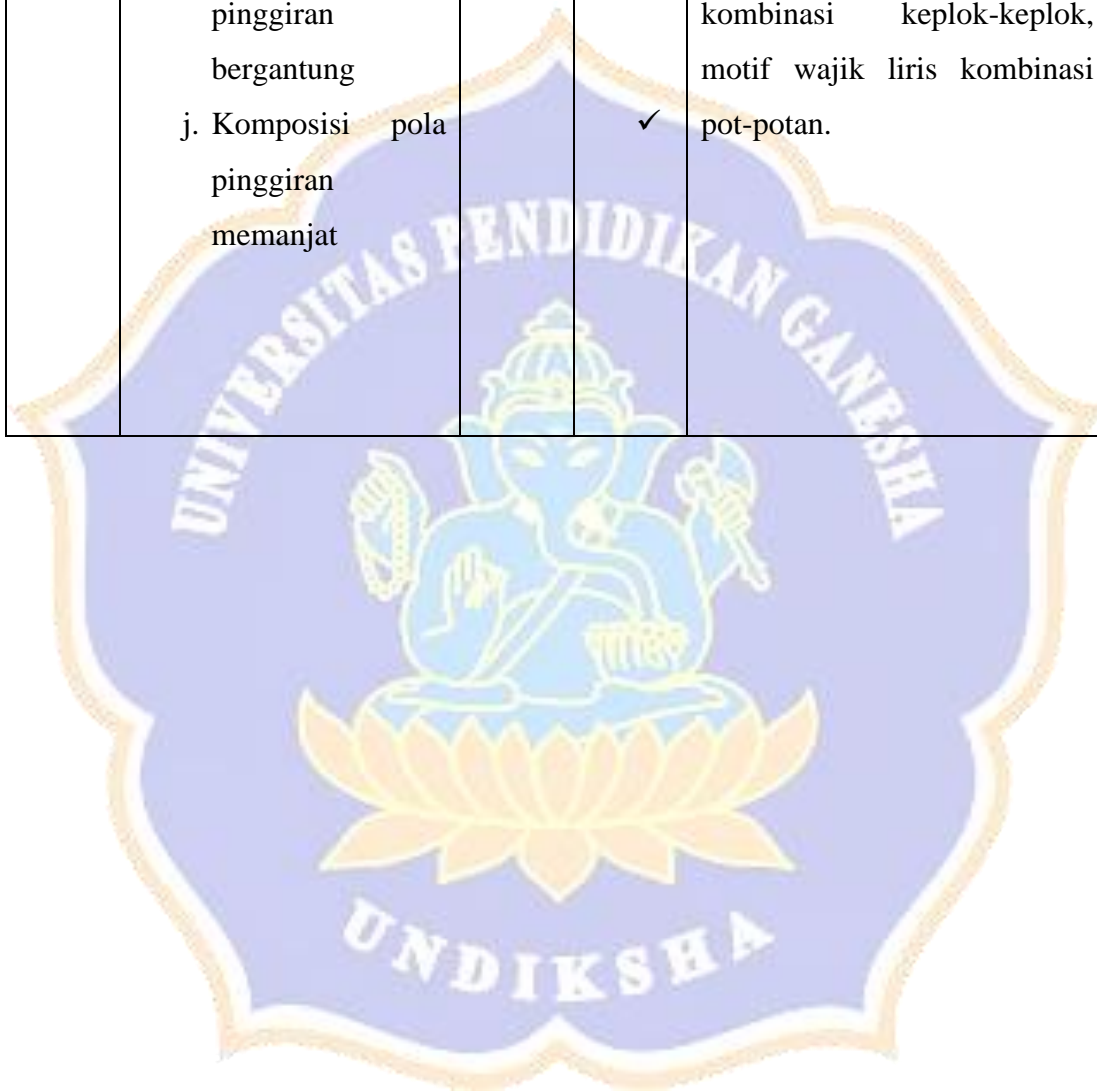 pinggiran
bergantung
j. Komposisi pola
pinggiran
memanjat
✓
kombinasi keplok-keplok,
motif wajik liris kombinasi
pot-potan.
UNIVERSITAS PENDIDIKAN GANESHA
UNDIKSHA